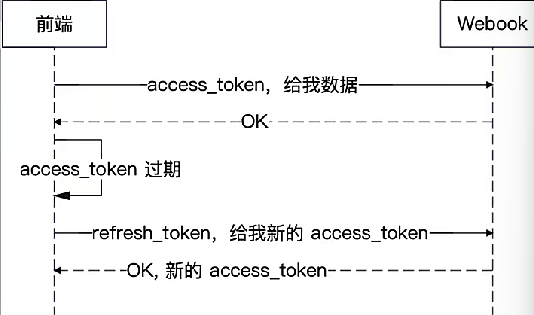 前端
Webook
access_token，给我数据
OK
access_token 过期
refresh_token，给我新的 access_token
OK, 新的 access_token